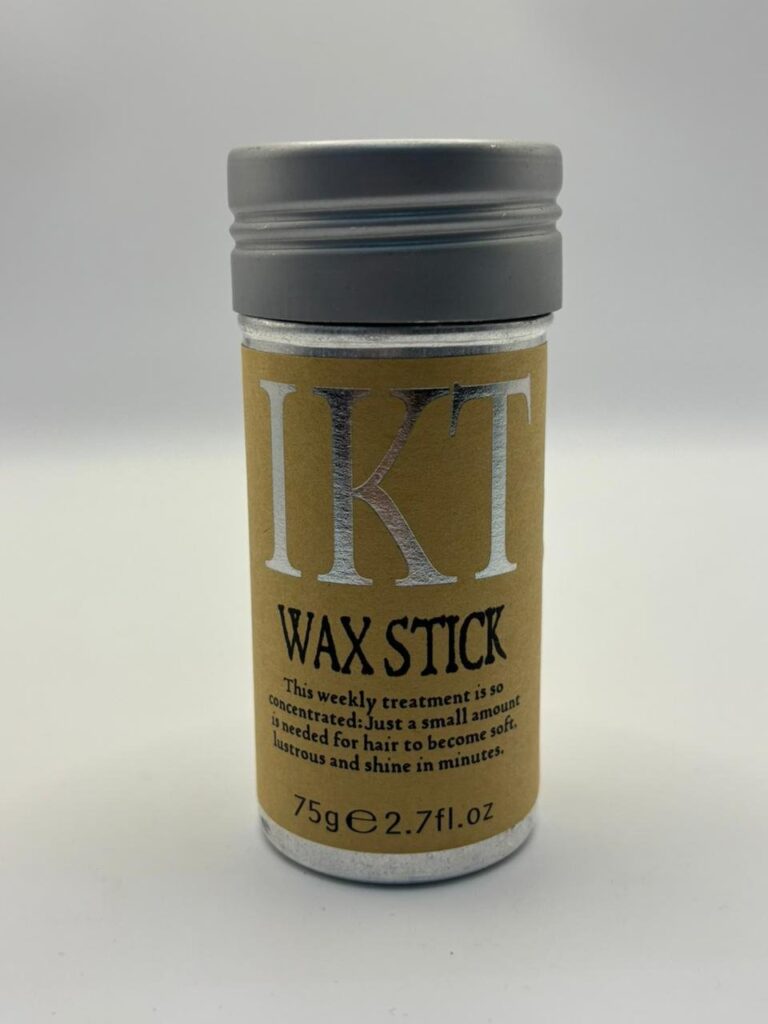 IKT
WAX STICK
This weekly treatment is so
concentrated:Just a small amount
is needed for hair to become soft,
lustrous and shine in minutes.
75g℮2.7fl.oz